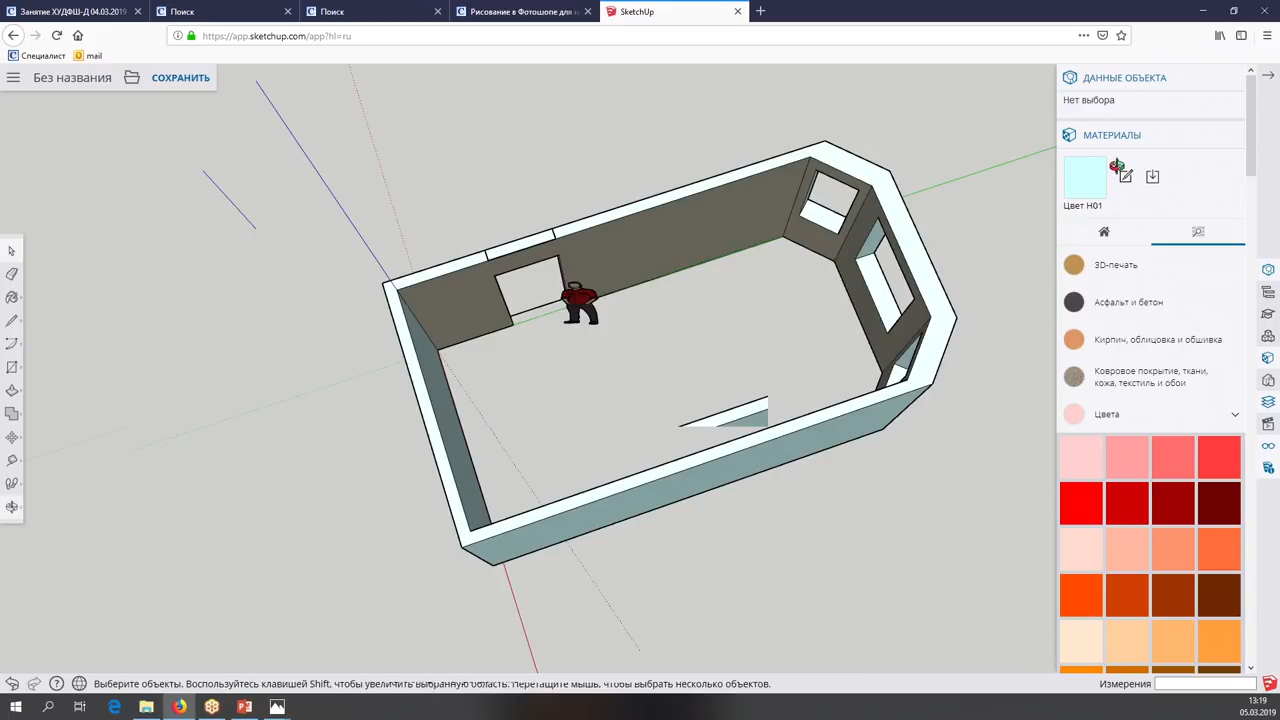 Занятие ХУДФШ-Д 04.03.2019
Поиск
Поиск
Рисование в Фотошопе для н
SketchUp
https://app.sketchup.com/app?hl=ru
Специалист
mail
Без названия
СОХРАНИТЬ
ДАННЫЕ ОБЪЕКТА
Нет выбора
МАТЕРИАЛЫ
Цвет H01
3D-печать
Асфальт и бетон
Кирпич, облицовка и обшивка
Ковровое покрытие, ткани,
кожа, текстиль и обои
Цвета
Выберите объекты. Воспользуйтесь клавишей Shift, чтобы увеличить выбранную область. Перетащите мышь, чтобы выбрать несколько объектов.
Измерения
13:19
05.03.2019